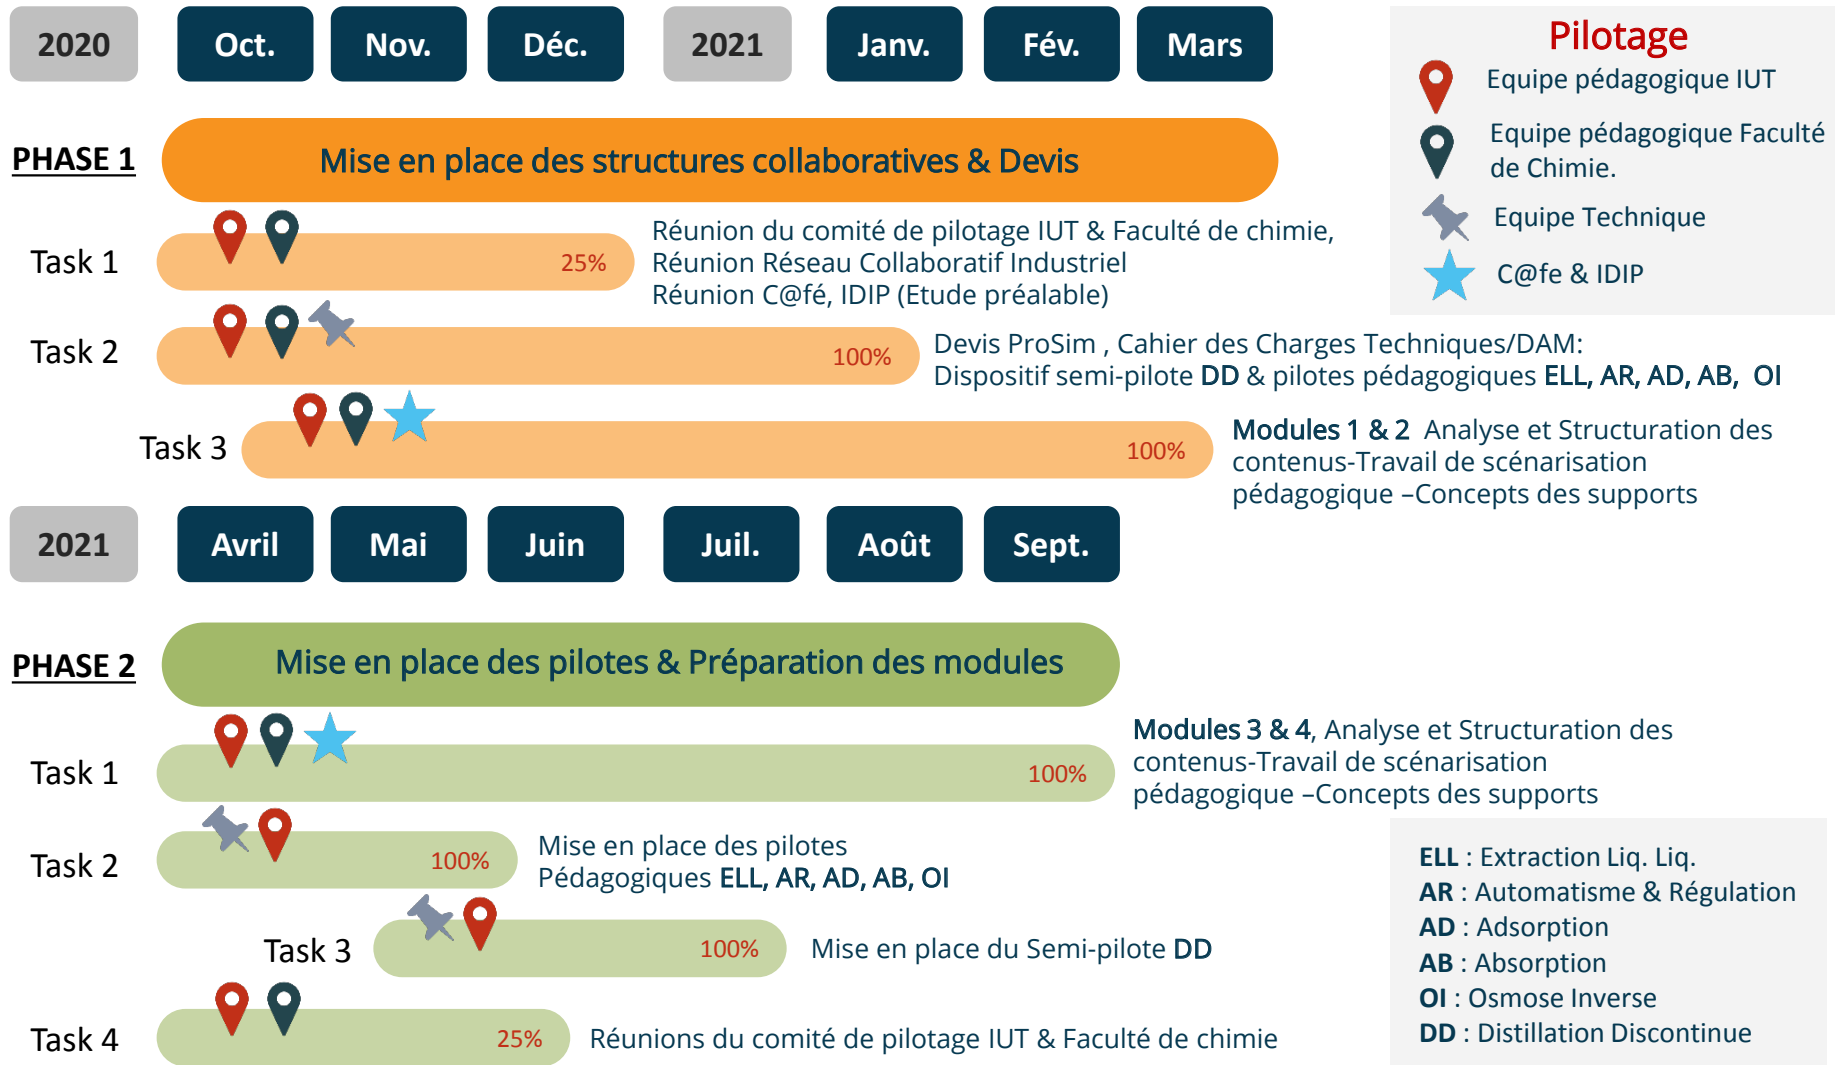 2020 Oct. Nov. Déc. 2021 Janv. Fév. Mars
Pilotage
Equipe pédagogique IUT
Equipe pédagogique Faculté
de Chimie.
Equipe Technique
C@fe & IDIP
PHASE 1 Mise en place des structures collaboratives & Devis
Task 1 25%
Réunion du comité de pilotage IUT & Faculté de chimie,
Réunion Réseau Collaboratif Industriel
Réunion C@fé, IDIP (Etude préalable)
Task 2 100%
Devis ProSim , Cahier des Charges Techniques/DAM:
Dispositif semi-pilote DD & pilotes pédagogiques ELL, AR, AD, AB, OI
Task 3 100%
Modules 1 & 2 Analyse et Structuration des
contenus-Travail de scénarisation
pédagogique –Concepts des supports
2021 Avril Mai Juin Juil. Août Sept.
PHASE 2 Mise en place des pilotes & Préparation des modules
Task 1 100%
Modules 3 & 4, Analyse et Structuration des
contenus-Travail de scénarisation
pédagogique –Concepts des supports
Task 2 100%
Mise en place des pilotes
Pédagogiques ELL, AR, AD, AB, OI
Task 3 100% Mise en place du Semi-pilote DD
Task 4 25% Réunions du comité de pilotage IUT & Faculté de chimie
ELL : Extraction Liq. Liq.
AR : Automatisme & Régulation
AD : Adsorption
AB : Absorption
OI : Osmose Inverse
DD : Distillation Discontinue